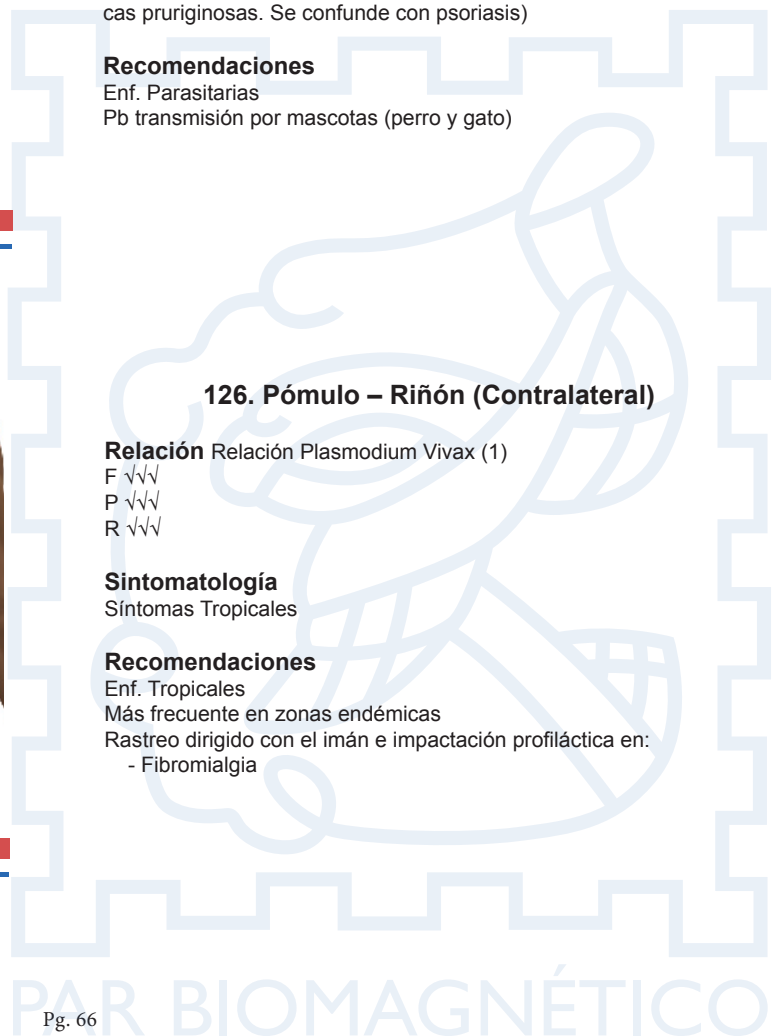 cas pruriginosas. Se confunde con psoriasis)
Recomendaciones
Enf. Parasitarias
Pb transmisión por mascotas (perro y gato)
126. Pómulo – Riñón (Contralateral)
Relación Relación Plasmodium Vivax (1)
F √√√
P √√√
R √√√
Sintomatología
Síntomas Tropicales
Recomendaciones
Enf. Tropicales
Más frecuente en zonas endémicas
Rastreo dirigido con el imán e impactación profiláctica en:
- Fibromialgia
PAR BIOMAGNÉTICO
Pg. 66